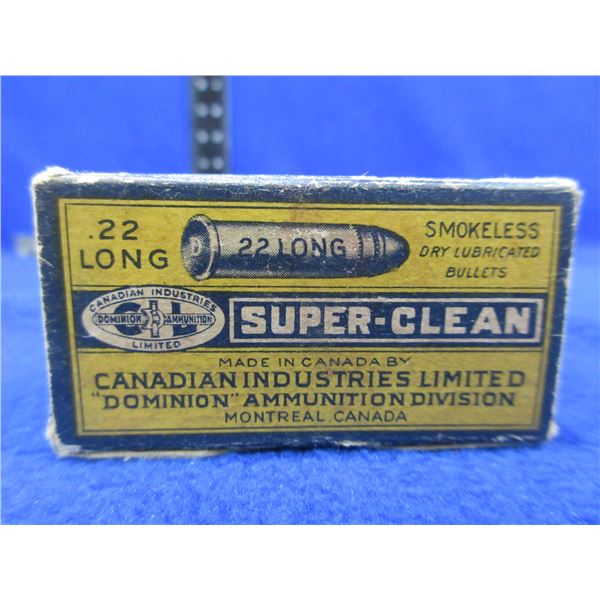 .22
LONG
D
22 LONG
SMOKELESS
DRY LUBRICATED
BULLETS
CANADIAN INDUSTRIES
DOMINION AMMUNITION
LIMITED
SUPER-CLEAN
MADE IN CANADA BY
CANADIAN INDUSTRIES LIMITED
"DOMINION" AMMUNITION DIVISION
MONTREAL, CANADA